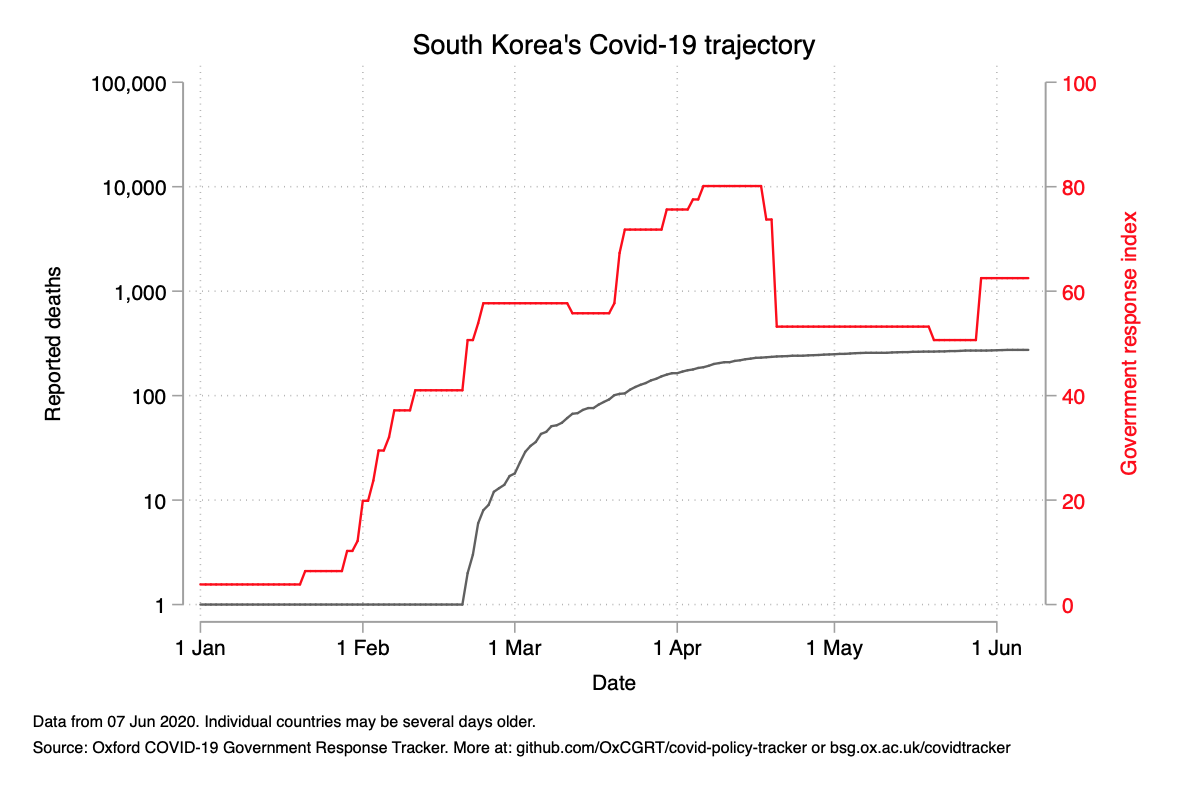 South Korea's Covid-19 trajectory
100,000
10,000
1,000
100
10
1
Reported deaths
100
80
60
40
20
0
Government response index
1 Jan
1 Feb
1 Mar
1 Apr
1 May
1 Jun
Date
Data from 07 Jun 2020. Individual countries may be several days older.
Source: Oxford COVID-19 Government Response Tracker. More at: github.com/OxCGRT/covid-policy-tracker or bsg.ox.ac.uk/covidtracker